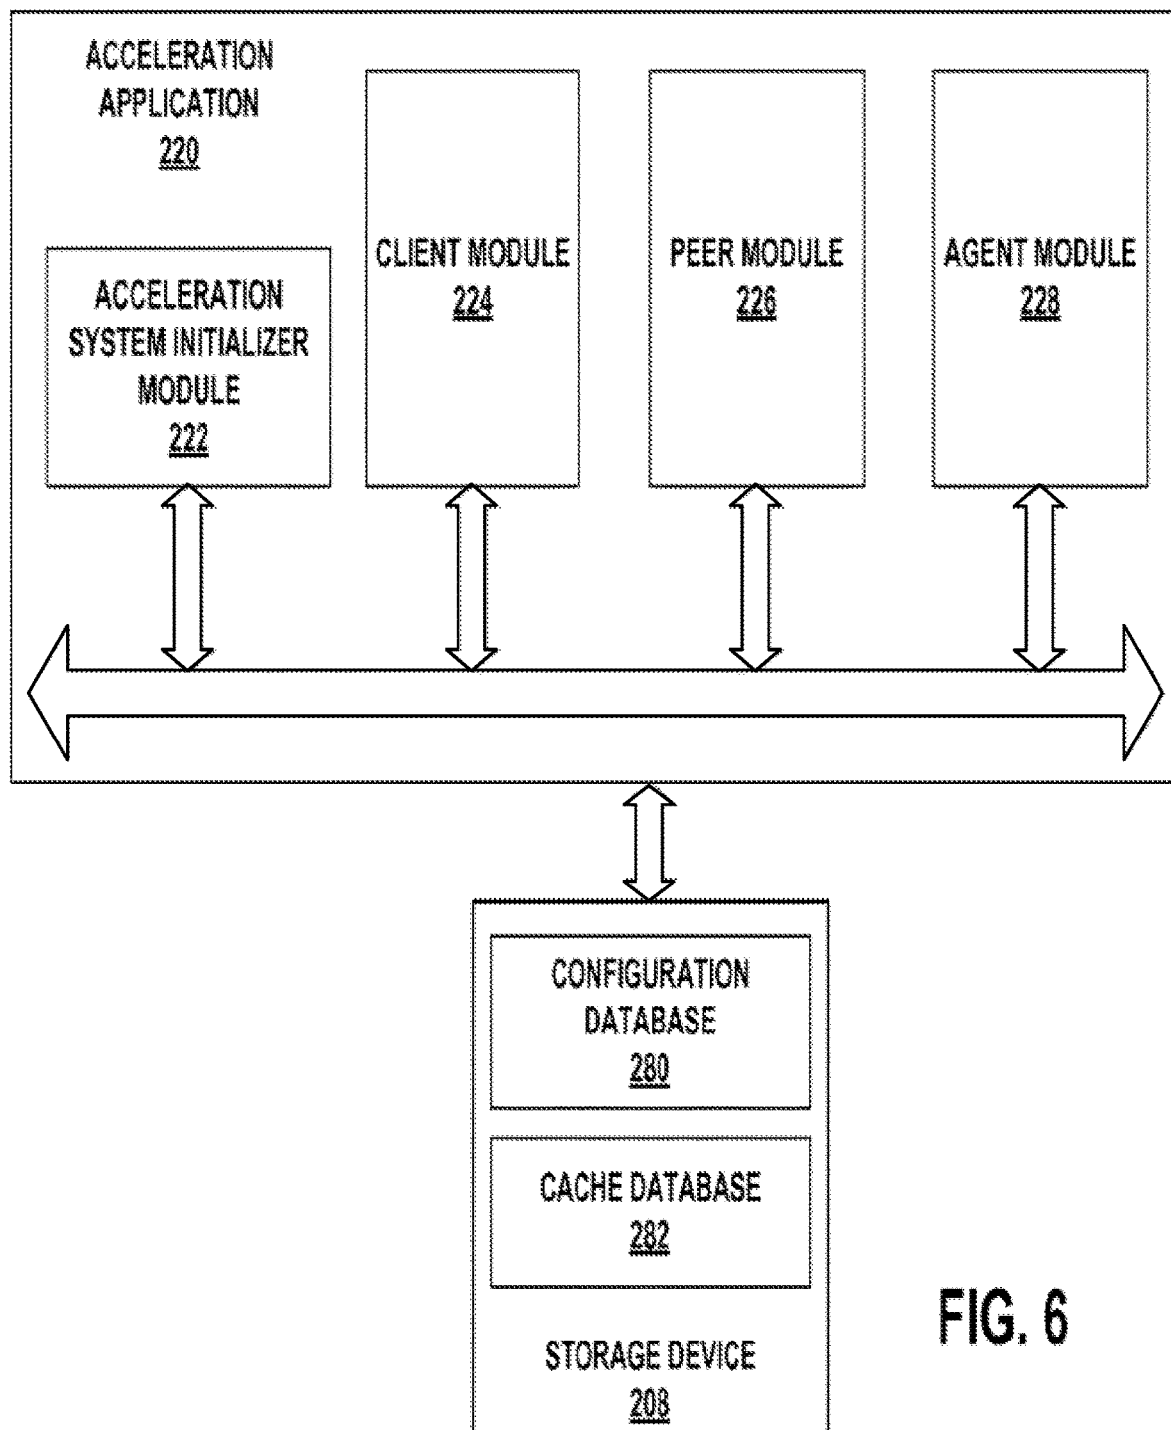 ACCELERATION
APPLICATION
220
ACCELERATION
SYSTEM INITIALIZER
MODULE
222
CLIENT MODULE
224
PEER MODULE
226
AGENT MODULE
228
CONFIGURATION
DATABASE
280
CACHE DATABASE
282
STORAGE DEVICE
208
FIG. 6